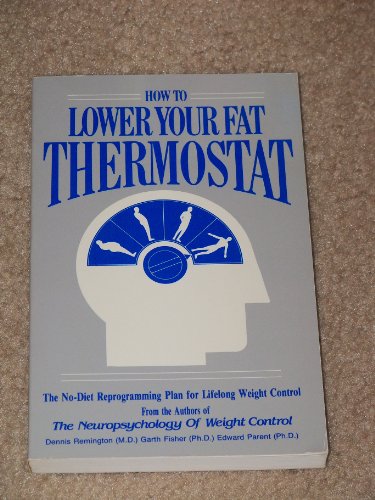 HOW TO
LOWER YOUR FAT
THERMOSTAT
The No-Diet Reprogramming Plan for Lifelong Weight Control
From the Authors of
The Neuropsychology Of Weight Control
Dennis Remington (M.D.) Garth Fisher (Ph.D.) Edward Parent (Ph.D.)